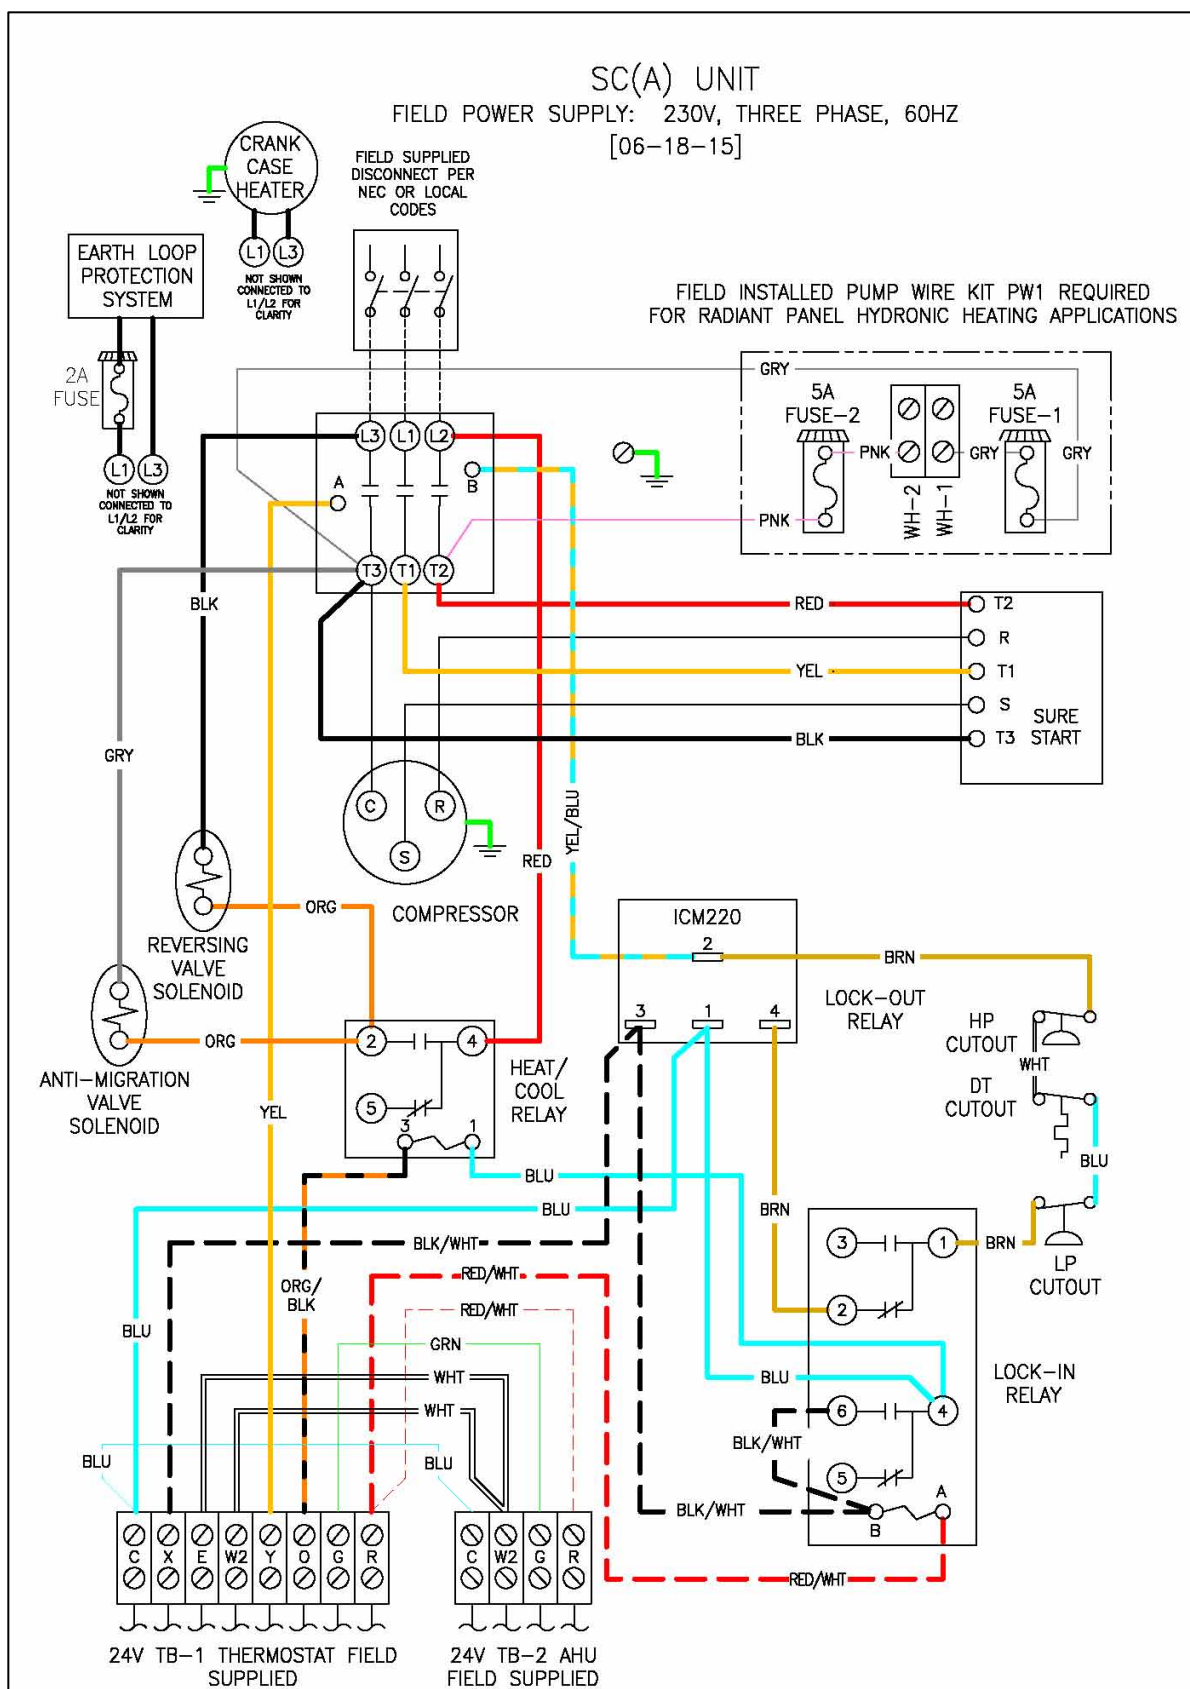 SC(A) UNIT
FIELD POWER SUPPLY: 230V, THREE PHASE, 60HZ
[06-18-15]
CRANK
CASE
HEATER
L1
L3
NOT SHOWN
CONNECTED TO
L1/L2 FOR
CLARITY
FIELD SUPPLIED
DISCONNECT PER
NEC OR LOCAL
CODES
EARTH LOOP
PROTECTION
SYSTEM
2A
FUSE
L1
L3
NOT SHOWN
CONNECTED TO
L1/L2 FOR
CLARITY
FIELD INSTALLED PUMP WIRE KIT PW1 REQUIRED
FOR RADIANT PANEL HYDRONIC HEATING APPLICATIONS
GRY
5A
FUSE-2
5A
FUSE-1
PNK
GRY
GRY
WH-2
WH-1
PNK
L3
L1
L2
A
B
T3
T1
T2
BLK
GRY
RED
YEL
BLK
T2
R
T1
S
T3
SURE
START
C
R
S
COMPRESSOR
RED
YEL/BLU
REVERSING
VALVE
SOLENOID
ORG
ANTI-MIGRATION
VALVE
SOLENOID
ORG
YEL
2
4
5
3
1
HEAT/
COOL
RELAY
ICM220
2
3
1
4
LOCK-OUT
RELAY
BRN
HP
CUTOUT
WHT
DT
CUTOUT
BLU
LP
CUTOUT
BRN
BRN
BLU
BLU
BLK/WHT
RED/WHT
RED/WHT
ORG/
BLK
BLU
GRN
WHT
WHT
BLU
BLU
3
1
2
BLU
6
4
5
A
B
LOCK-IN
RELAY
BLK/WHT
BLK/WHT
RED/WHT
C
X
E
W2
Y
O
G
R
C
W2
G
R
24V TB-1 THERMOSTAT FIELD
SUPPLIED
24V TB-2 AHU
FIELD SUPPLIED